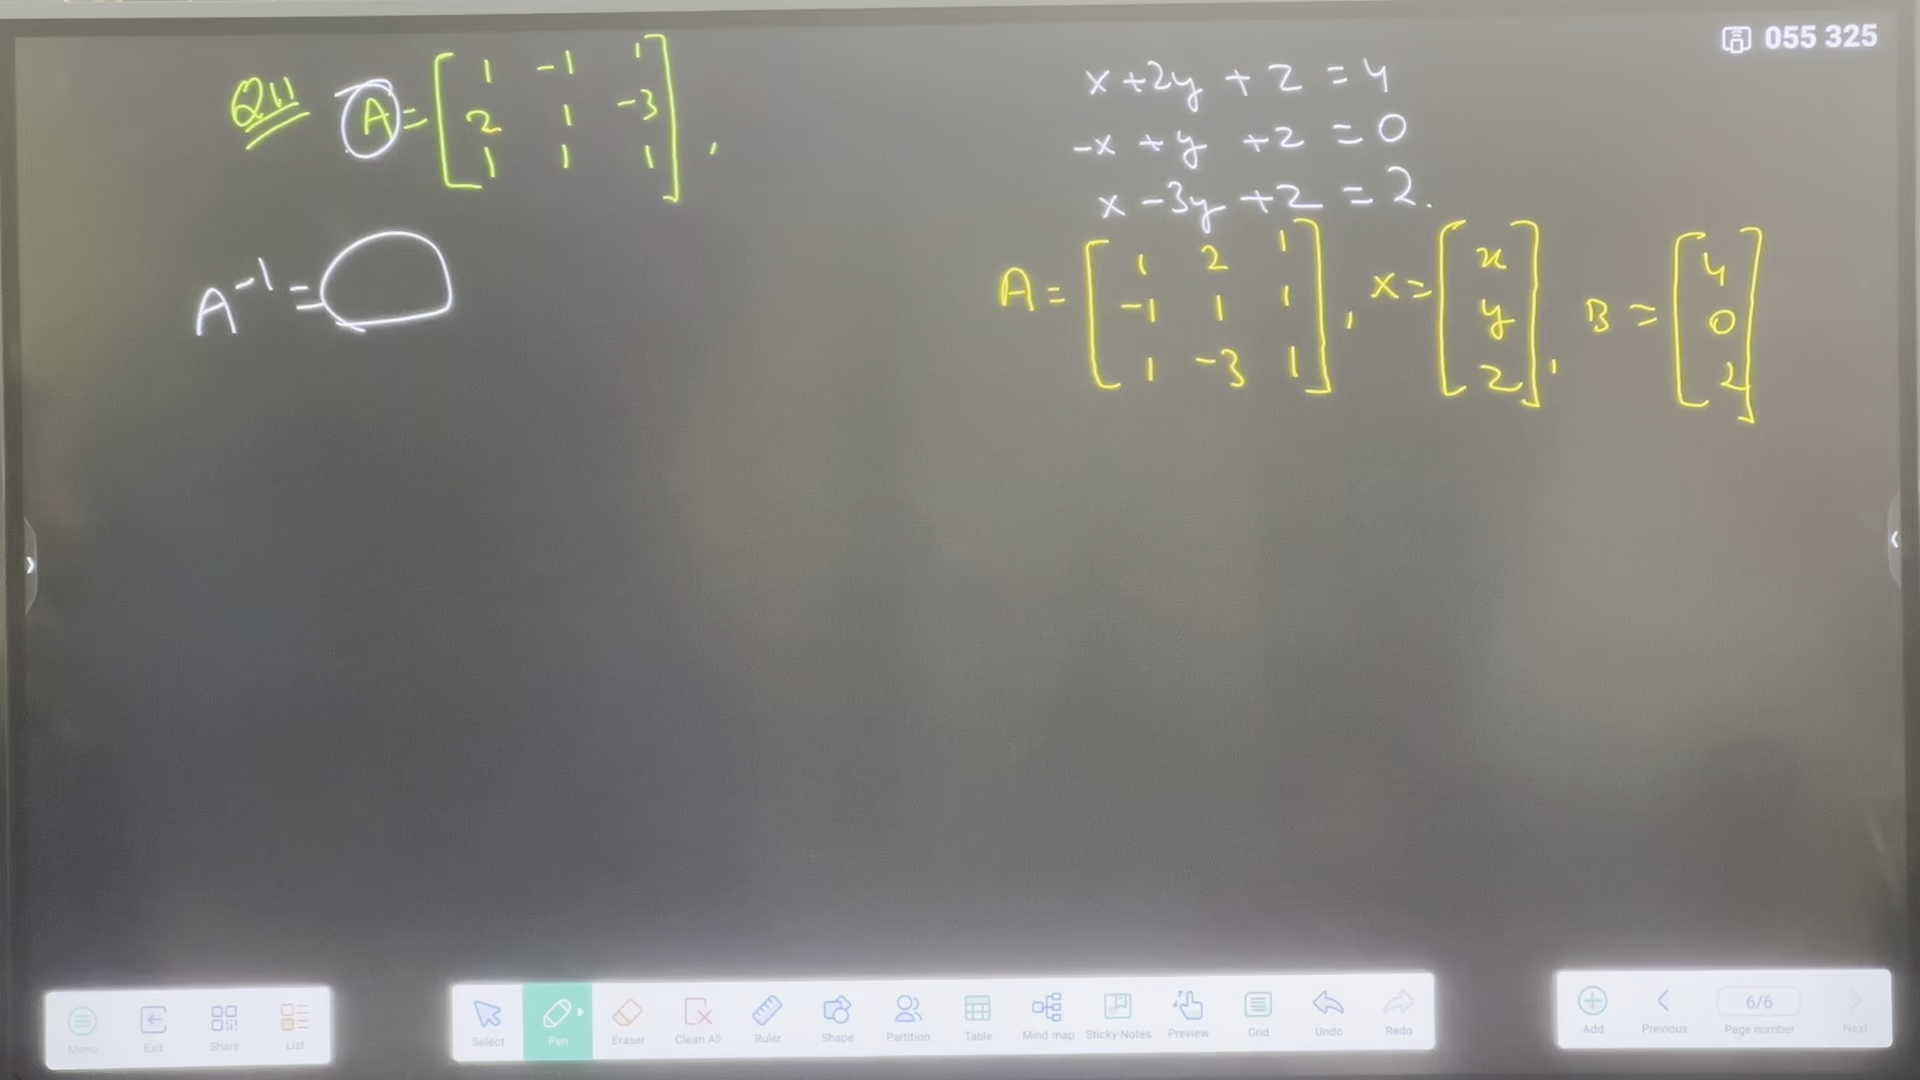 055 325
Q11 A = [ 1 -1 1
2 1 -3
1 1 1 ],
A⁻¹ =
x + 2y + z = 4
-x + y + z = 0
x - 3y + z = 2.
A = [ 1 2 1
-1 1 1
1 -3 1 ], X = [ x
y
z ], B = [ 4
0
2 ]
Menu Exit Share List
Select Pen Eraser Clean All Ruler Shape Partition Table Mind map Sticky-Notes Preview Grid Undo Redo
Add Previous 6/6 Page number Next